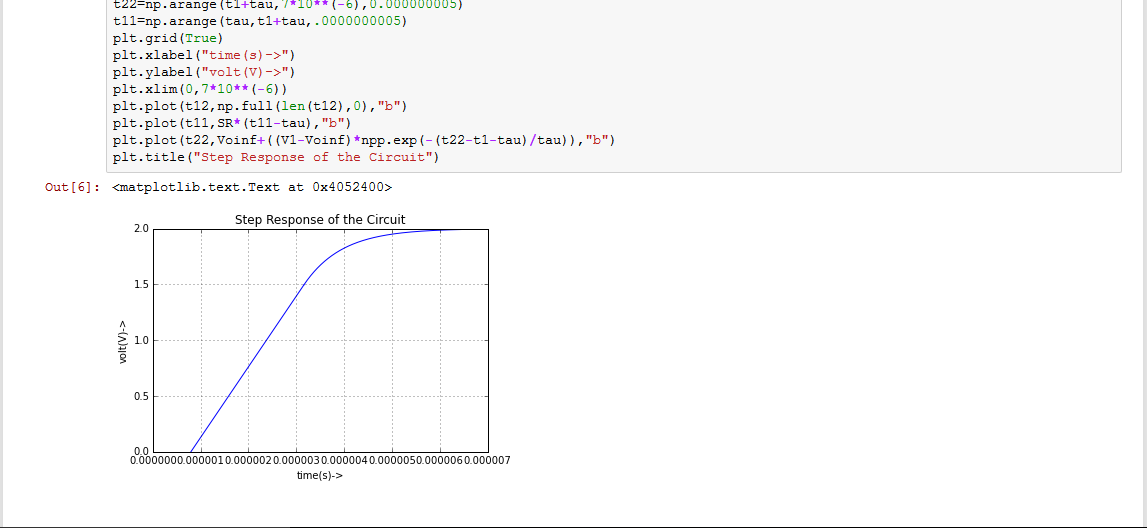 t22=np.arange(t1+tau,7*10**(-6),0.000000005)
t11=np.arange(tau,t1+tau,.0000000005)
plt.grid(True)
plt.xlabel("time(s)->")
plt.ylabel("volt(V)->")
plt.xlim(0,7*10**(-6))
plt.plot(t12,np.full(len(t12),0),"b")
plt.plot(t11,SR*(t11-tau),"b")
plt.plot(t22,Voinf+((V1-Voinf)*npp.exp(-(t22-t1-tau)/tau)),"b")
plt.title("Step Response of the Circuit")
Out[6]: <matplotlib.text.Text at 0x4052400>
Step Response of the Circuit
2.0
1.5
1.0
0.5
0.0
volt(V)->
0.000000 0.000001 0.000002 0.000003 0.000004 0.000005 0.000006 0.000007
time(s)->